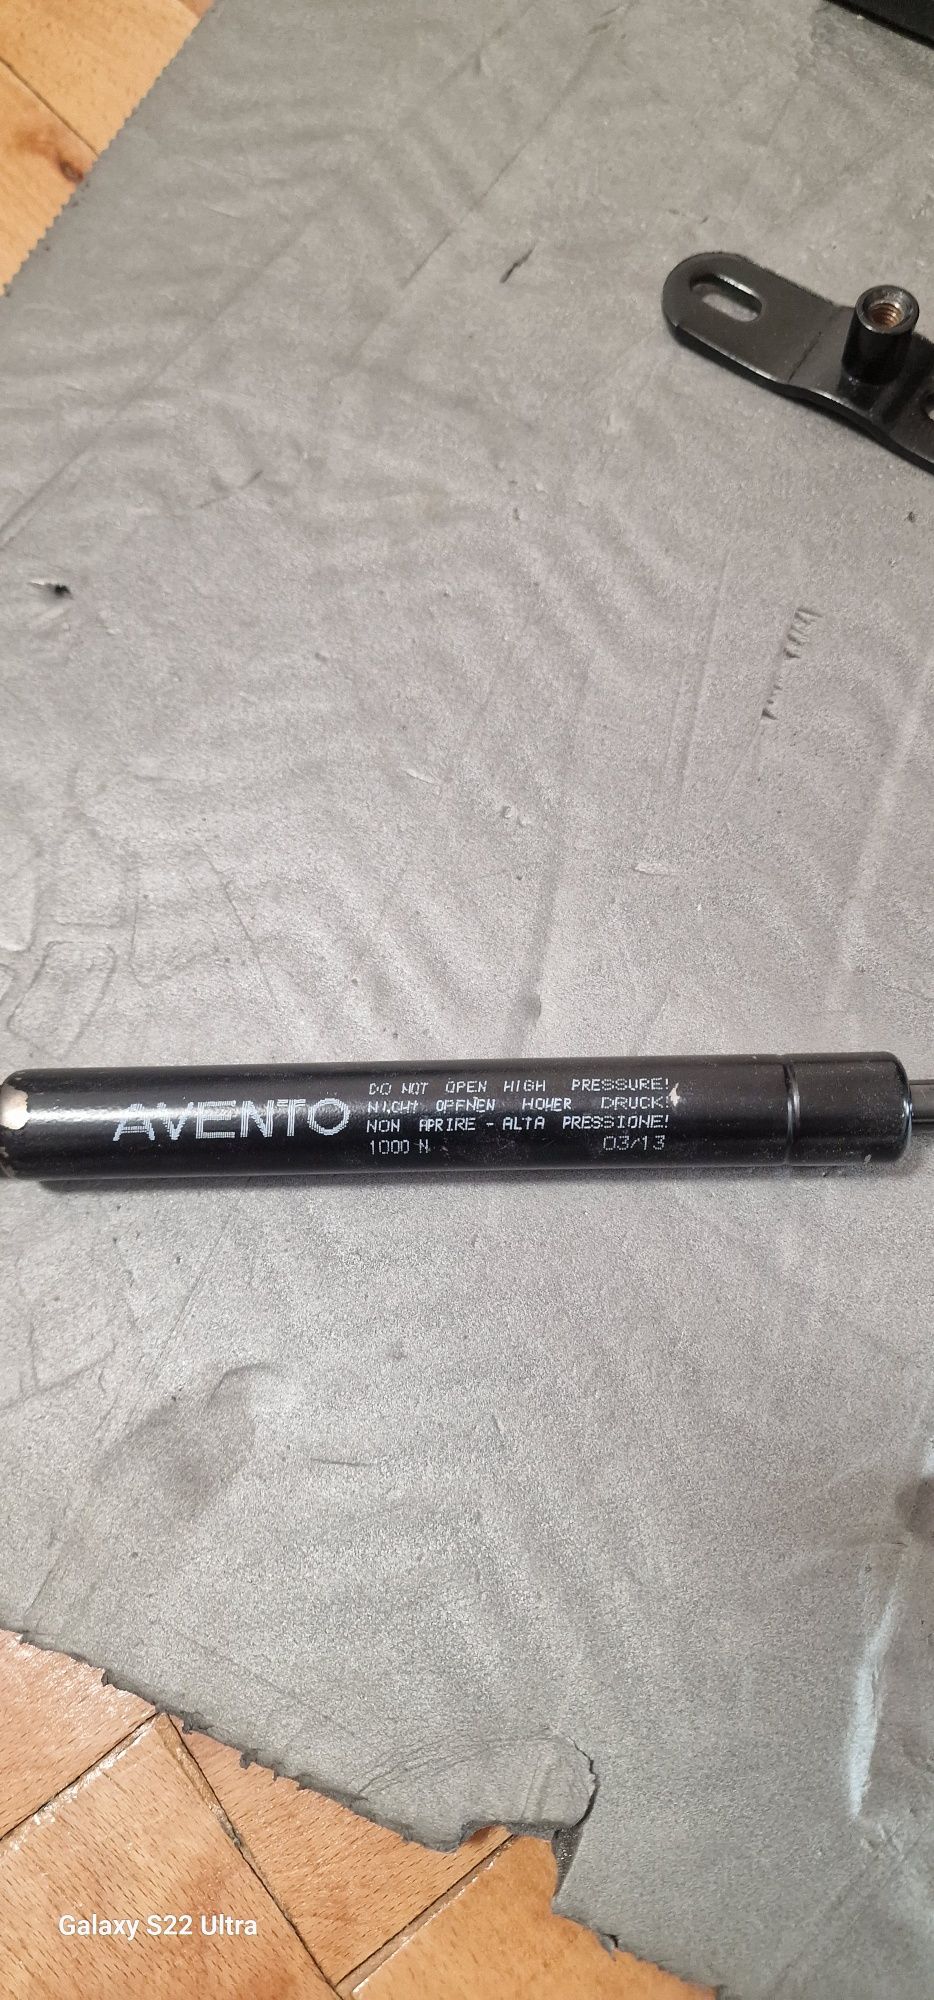 AVENTO
DO NOT OPEN HIGH PRESSURE!
NICHT OPFNEN HOHER DRUCK!
NON APRIRE - ALTA PRESSIONE!
1000 N 03/13
Galaxy S22 Ultra